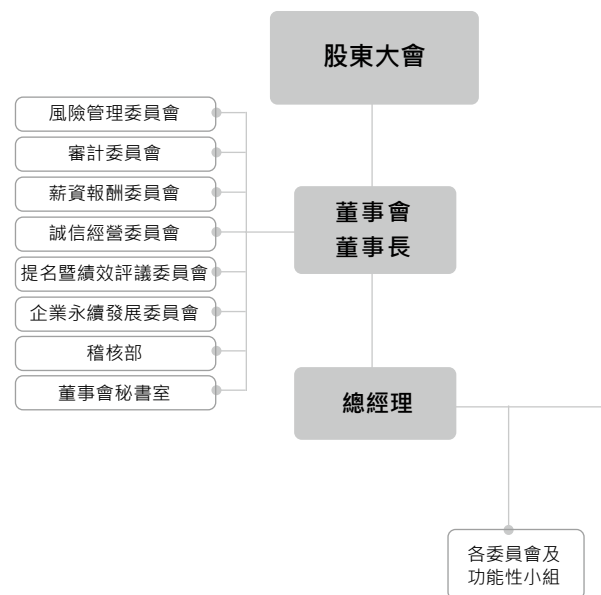 股東大會
風險管理委員會
審計委員會
薪資報酬委員會
誠信經營委員會
提名暨績效評議委員會
企業永續發展委員會
稽核部
董事會秘書室
董事會
董事長
總經理
各委員會及
功能性小組